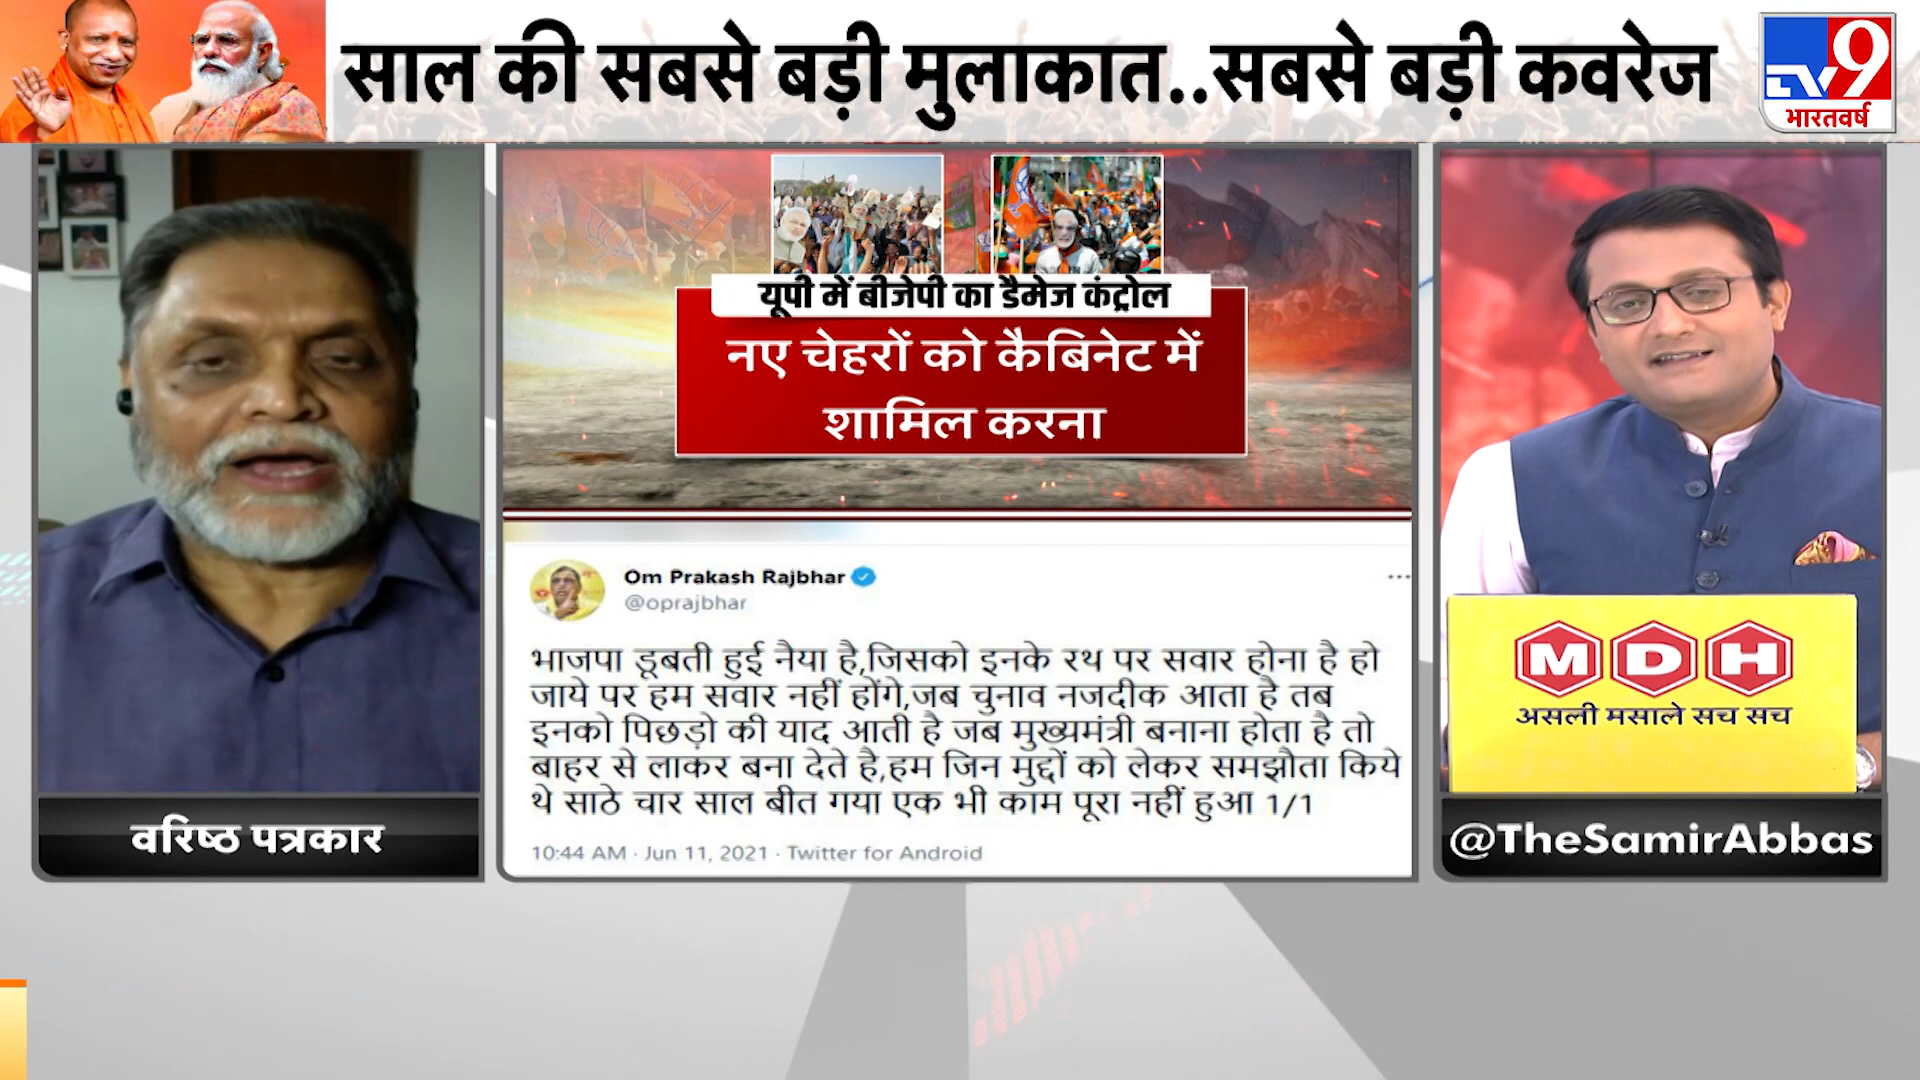 साल की सबसे बड़ी मुलाकात..सबसे बड़ी कवरेज
TV9
भारतवर्ष
यूपी में बीजेपी का डैमेज कंट्रोल
नए चेहरों को कैबिनेट में
शामिल करना
Om Prakash Rajbhar
@oprajbhar
भाजपा डूबती हुई नैया है,जिसको इनके रथ पर सवार होना है हो
जाये पर हम सवार नहीं होंगे,जब चुनाव नजदीक आता है तब
इनको पिछड़ो की याद आती है जब मुख्यमंत्री बनाना होता है तो
बाहर से लाकर बना देते है,हम जिन मुद्दों को लेकर समझौता किये
थे साठे चार साल बीत गया एक भी काम पूरा नहीं हुआ 1/1
10:44 AM · Jun 11, 2021 · Twitter for Android
MDH
असली मसाले सच सच
वरिष्ठ पत्रकार
@TheSamirAbbas